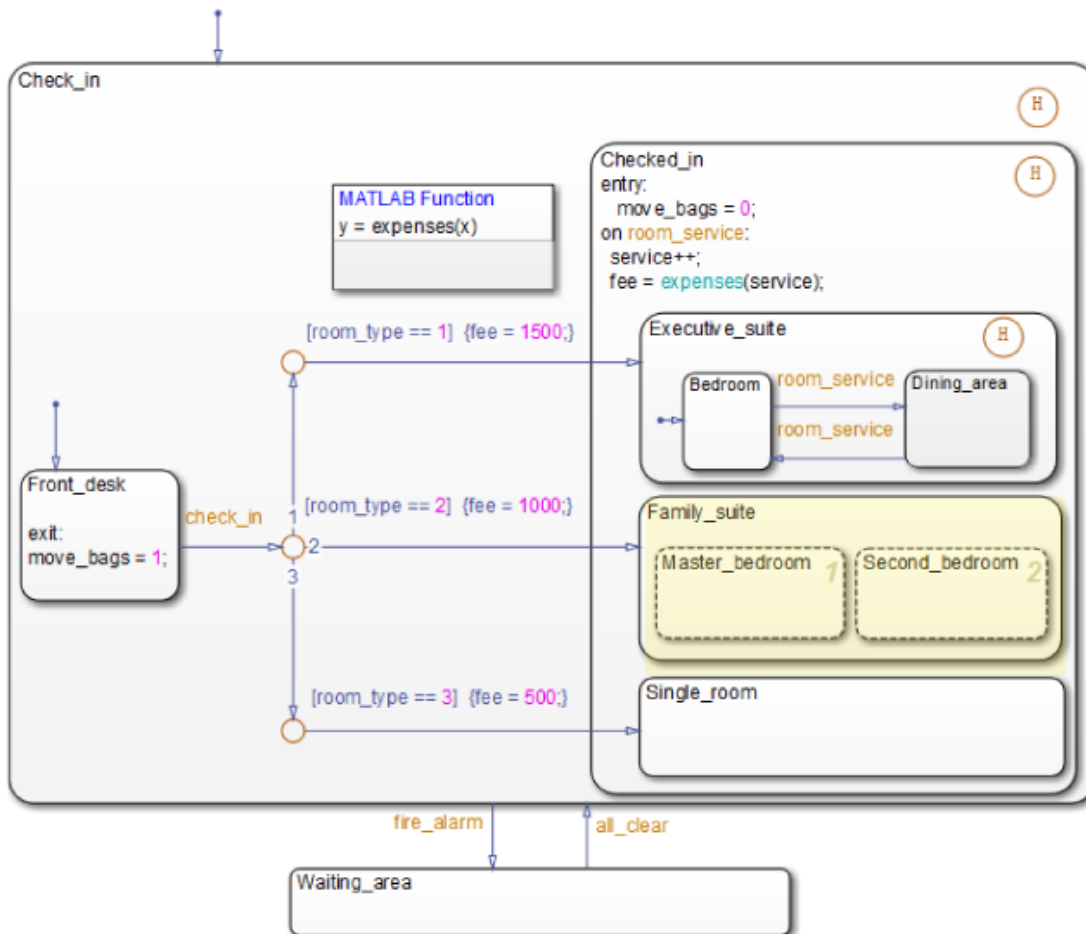 Check_in
H
Checked_in
H
entry:
move_bags = 0;
on room_service:
service++;
fee = expenses(service);
MATLAB Function
y = expenses(x)
[room_type == 1] {fee = 1500;}
Executive_suite
H
Bedroom
room_service
Dining_area
room_service
Front_desk
exit:
move_bags = 1;
check_in
1
2
3
[room_type == 2] {fee = 1000;}
Family_suite
Master_bedroom
1
Second_bedroom
2
[room_type == 3] {fee = 500;}
Single_room
fire_alarm
all_clear
Waiting_area